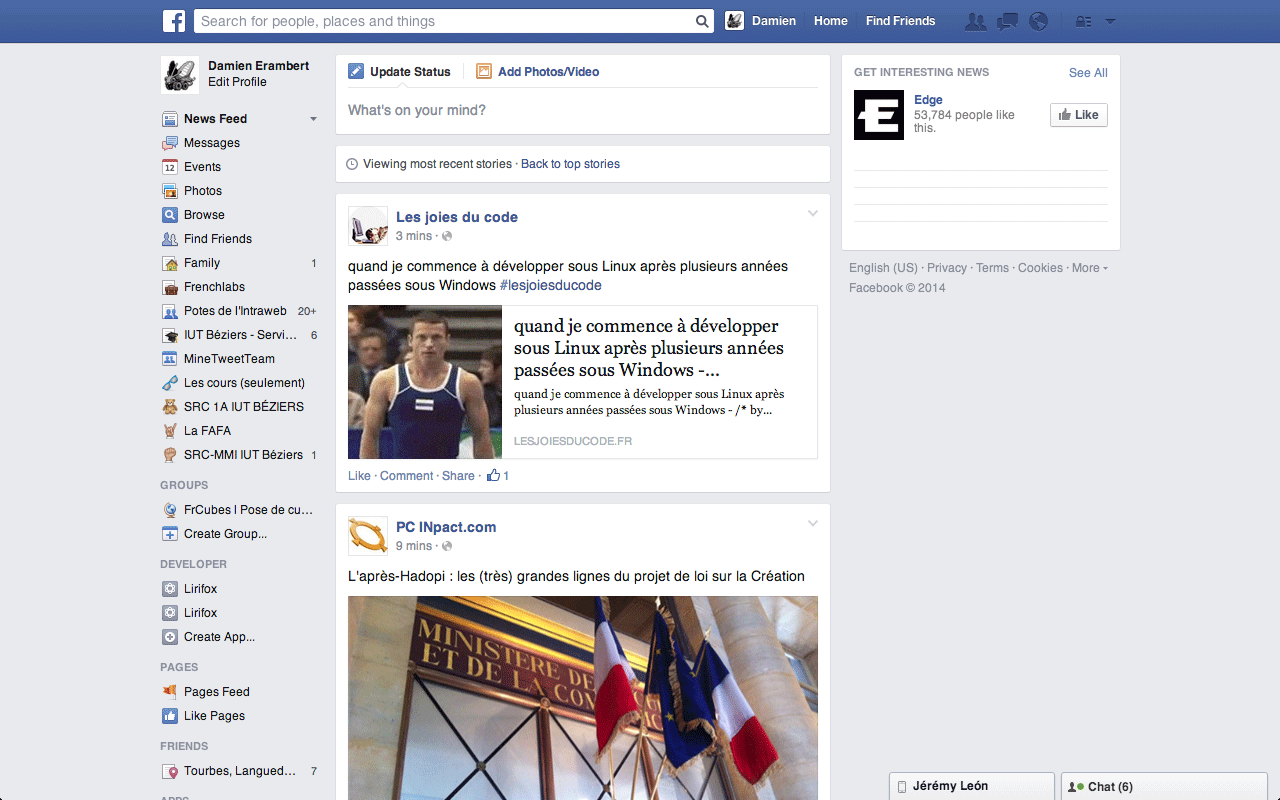 Search for people, places and things
Damien
Home
Find Friends
Damien Erambert
Edit Profile
News Feed
Messages
12
Events
Photos
Browse
Find Friends
Family 1
Frenchlabs
Potes de l'Intraweb 20+
IUT Béziers - Servi... 6
MineTweetTeam
Les cours (seulement)
SRC 1A IUT BÉZIERS
La FAFA
SRC-MMI IUT Béziers 1
GROUPS
FrCubes l Pose de cu...
Create Group...
DEVELOPER
Lirifox
Lirifox
Create App...
PAGES
Pages Feed
Like Pages
FRIENDS
Tourbes, Langued... 7
APPS
Update Status
Add Photos/Video
What's on your mind?
Viewing most recent stories · Back to top stories
Les joies du code
3 mins ·
quand je commence à développer sous Linux après plusieurs années
passées sous Windows #lesjoiesducode
quand je commence à développer
sous Linux après plusieurs années
passées sous Windows -...
quand je commence à développer sous Linux après
plusieurs années passées sous Windows - /* by...
LESJOIESDUCODE.FR
Like · Comment · Share · 1
PC INpact.com
9 mins ·
L'après-Hadopi : les (très) grandes lignes du projet de loi sur la Création
MINISTERE DE
ET DE LA COM
GET INTERESTING NEWS
See All
Edge
53,784 people like
this.
Like
English (US) · Privacy · Terms · Cookies · More
Facebook © 2014
Jérémy León
Chat (6)